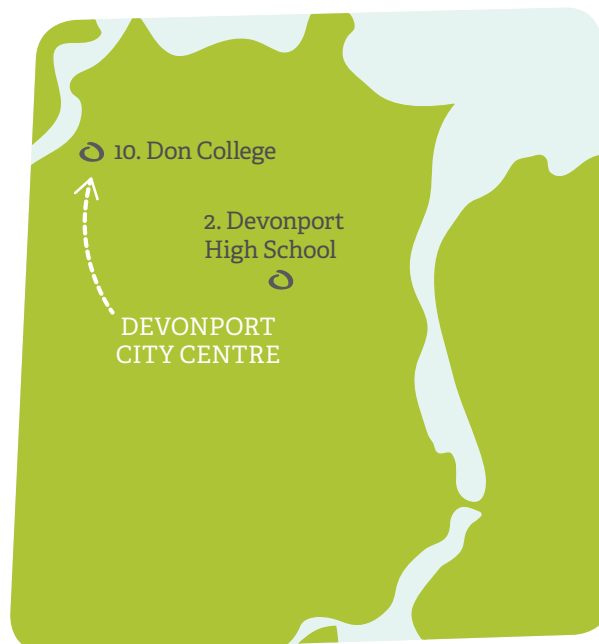 10. Don College
2. Devonport
High School
DEVONPORT
CITY CENTRE